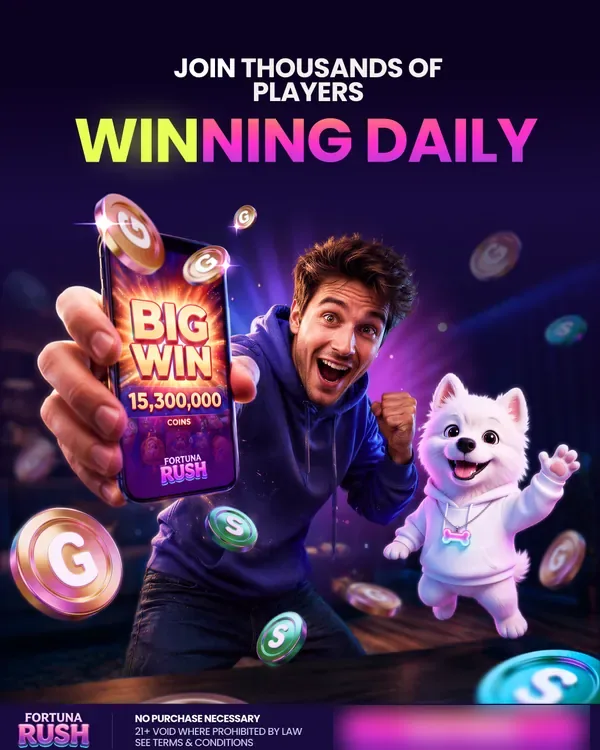 JOIN THOUSANDS OF
PLAYERS
WINNING DAILY
G
G
G
BIG
WIN
15,300,000
COINS
FORTUNA
RUSH
G
G
S
S
G
G
S
S
FORTUNA
RUSH
NO PURCHASE NECESSARY
21+ VOID WHERE PROHIBITED BY LAW
SEE TERMS & CONDITIONS